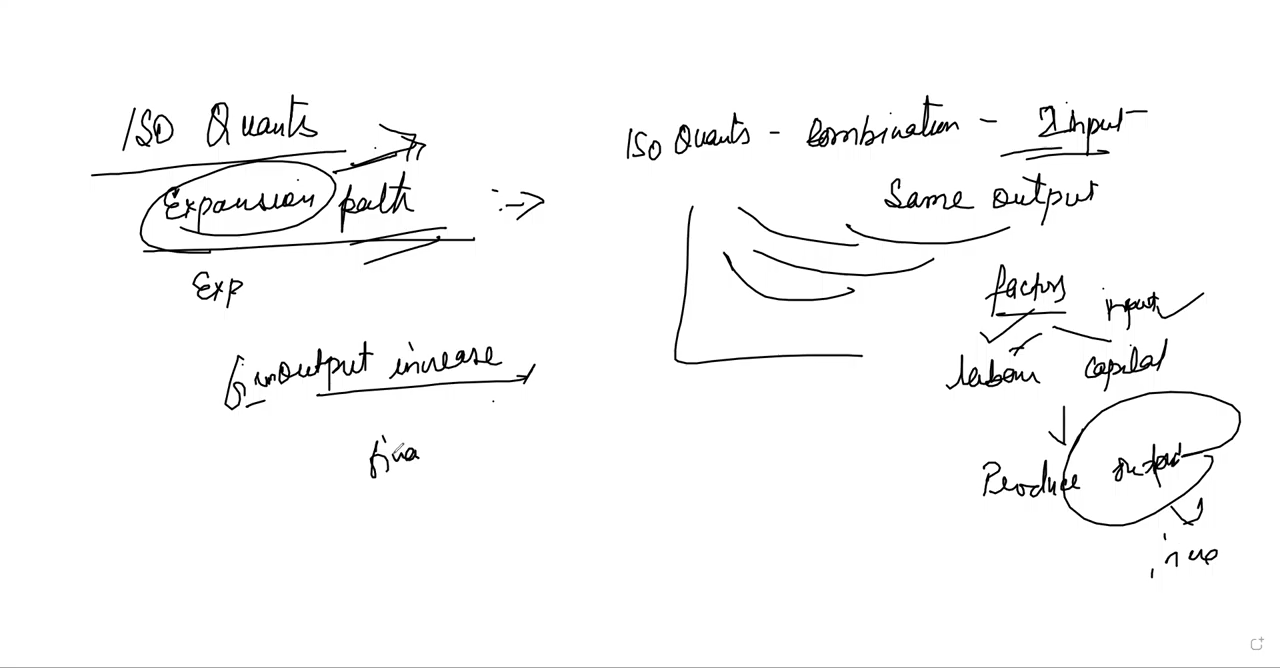 ISO Quants
Expansion path
Exp
output increase
ISO Quants - Combination - 2 input
Same output
factors input
labour capital
Produce output